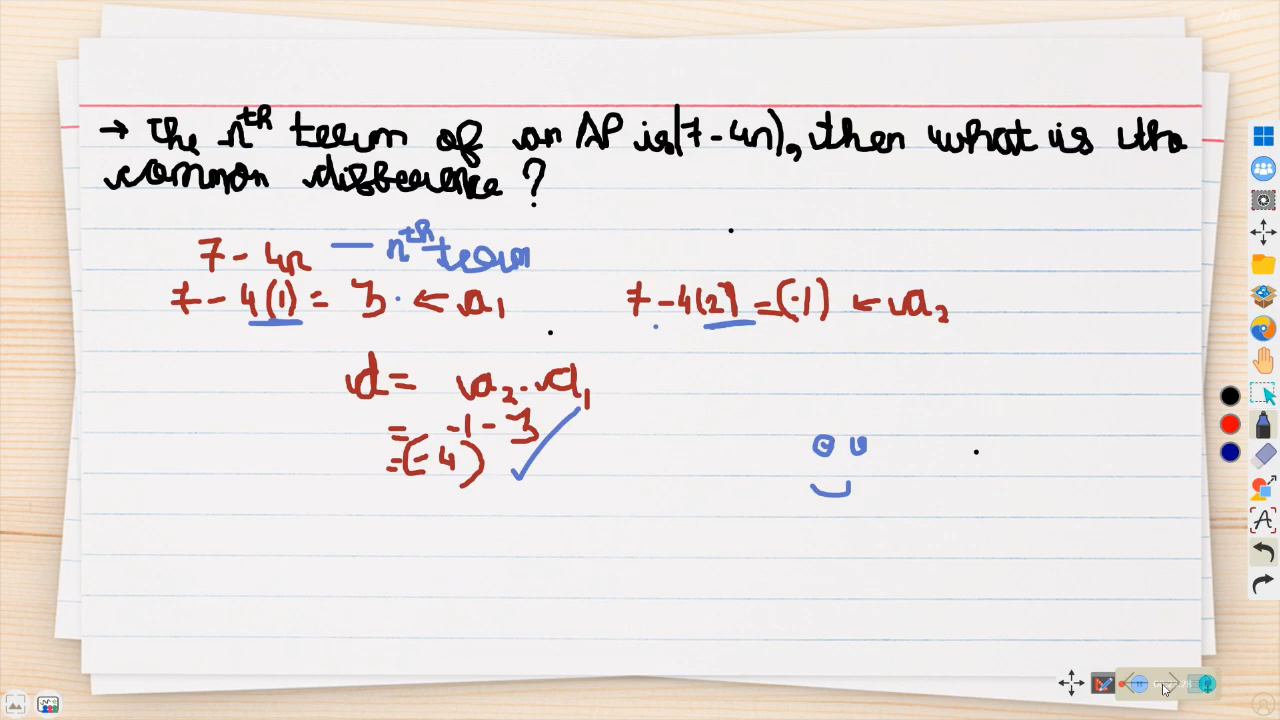 → The nth term of an AP is (7 - 4n), then what is the
common difference ?
7 - 4n — nth term
7 - 4(1) = 3 ← a1
7 - 4(2) = (-1) ← a2
d = a2 - a1
= -1 - 3
= (-4) ✓